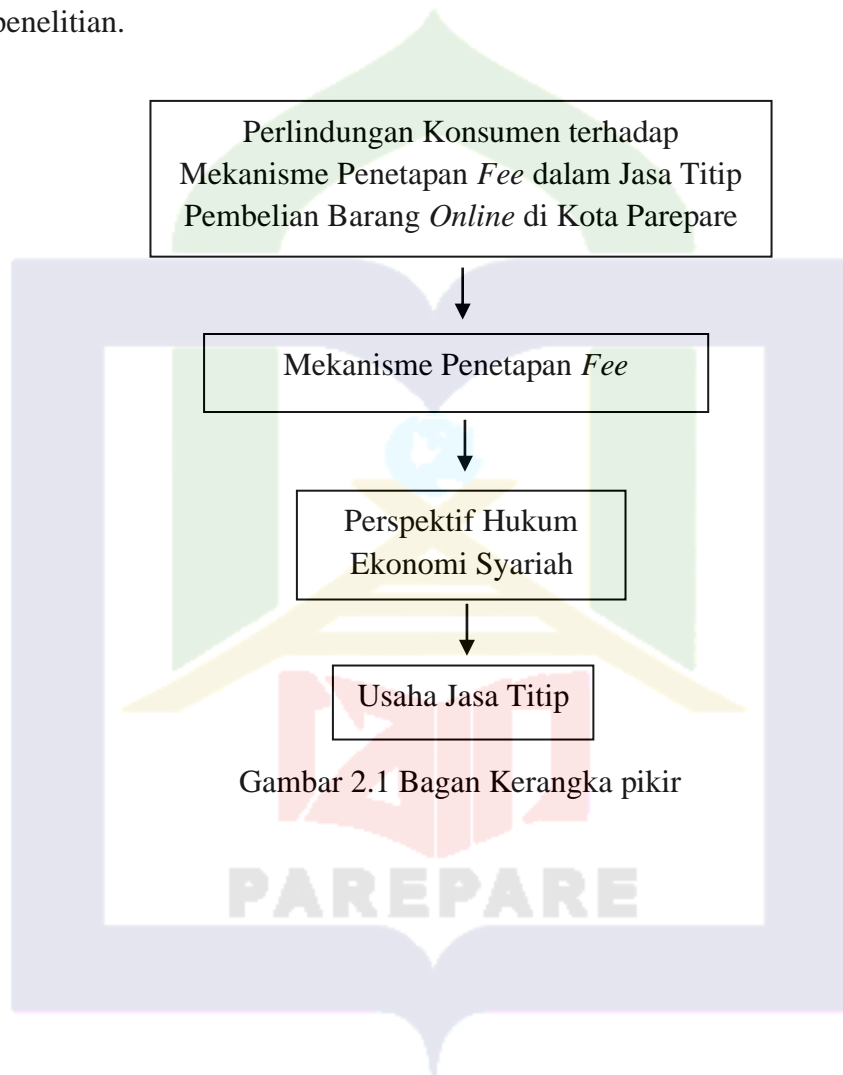 penelitian.
Perlindungan Konsumen terhadap
Mekanisme Penetapan Fee dalam Jasa Titip
Pembelian Barang Online di Kota Parepare
Mekanisme Penetapan Fee
Perspektif Hukum
Ekonomi Syariah
Usaha Jasa Titip
Gambar 2.1 Bagan Kerangka pikir
PAREPARE